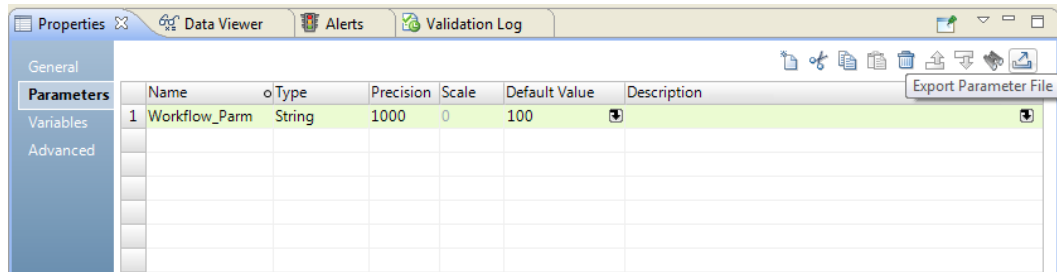 Properties Data Viewer Alerts Validation Log
General
Export Parameter File
Parameters Name Type Precision Scale Default Value Description
Variables 1 Workflow_Parm String 1000 0 100
Advanced